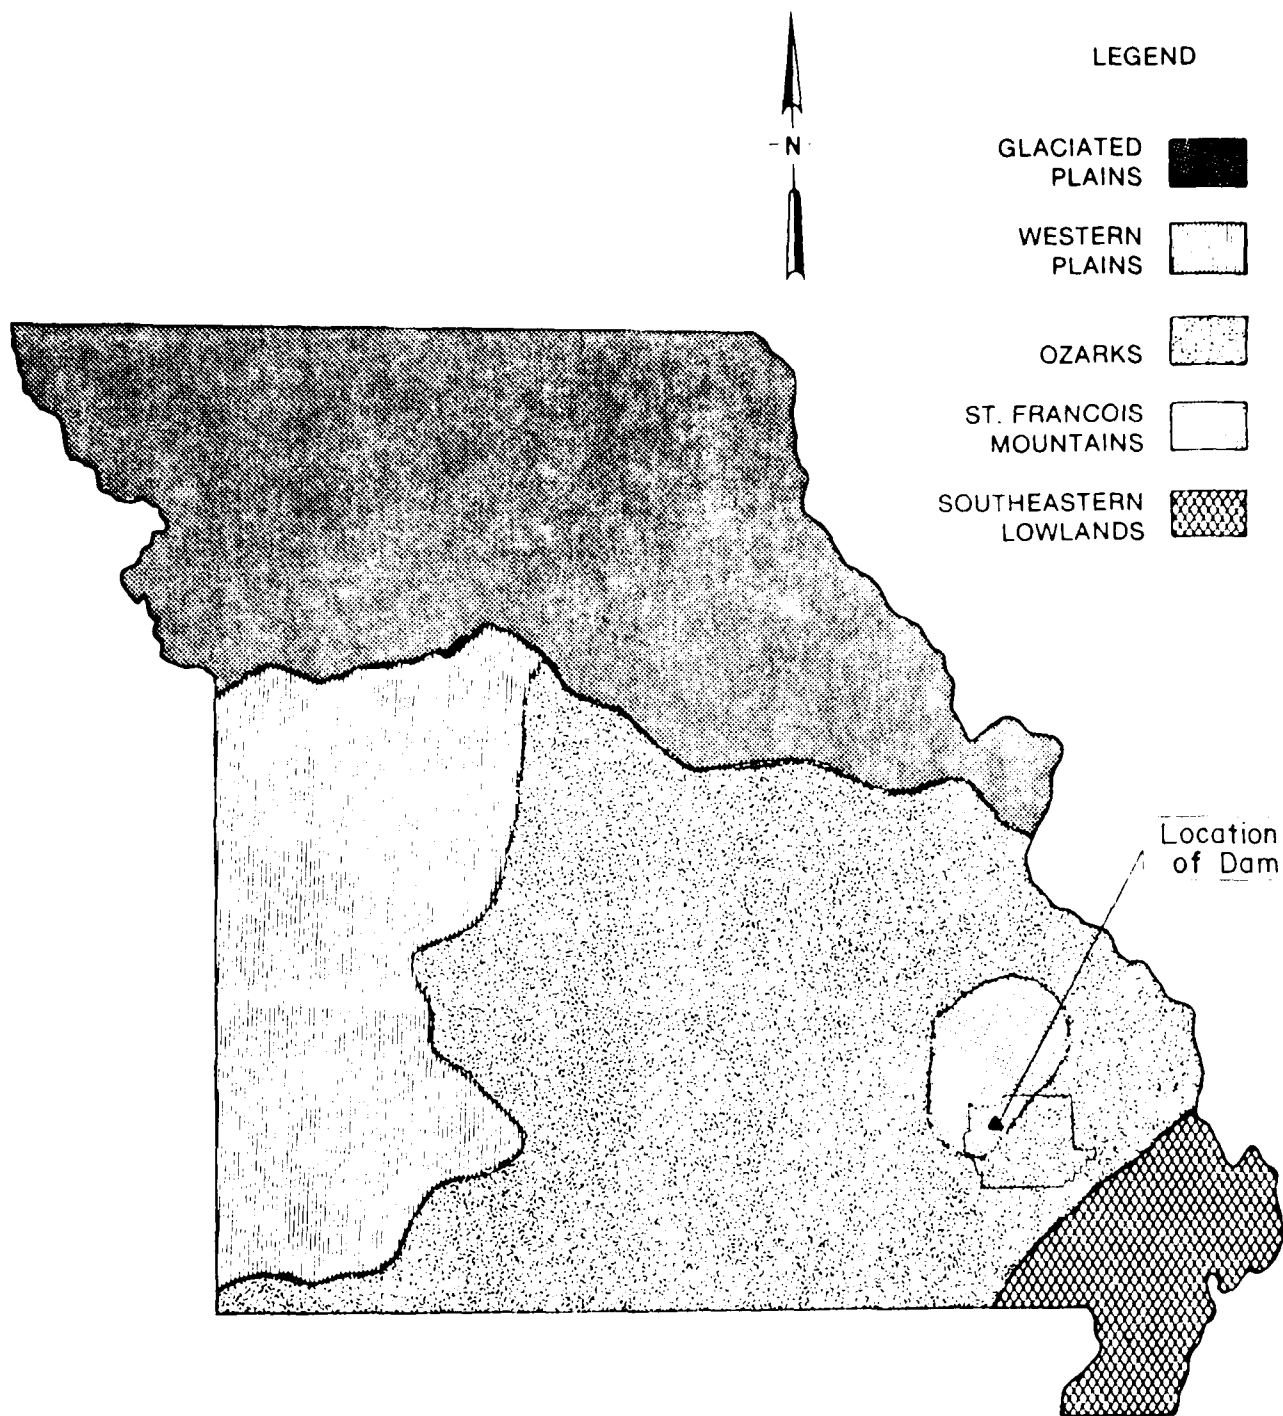 LEGEND
N
GLACIATED
PLAINS
WESTERN
PLAINS
OZARKS
ST. FRANCOIS
MOUNTAINS
SOUTHEASTERN
LOWLANDS
Location
of Dam